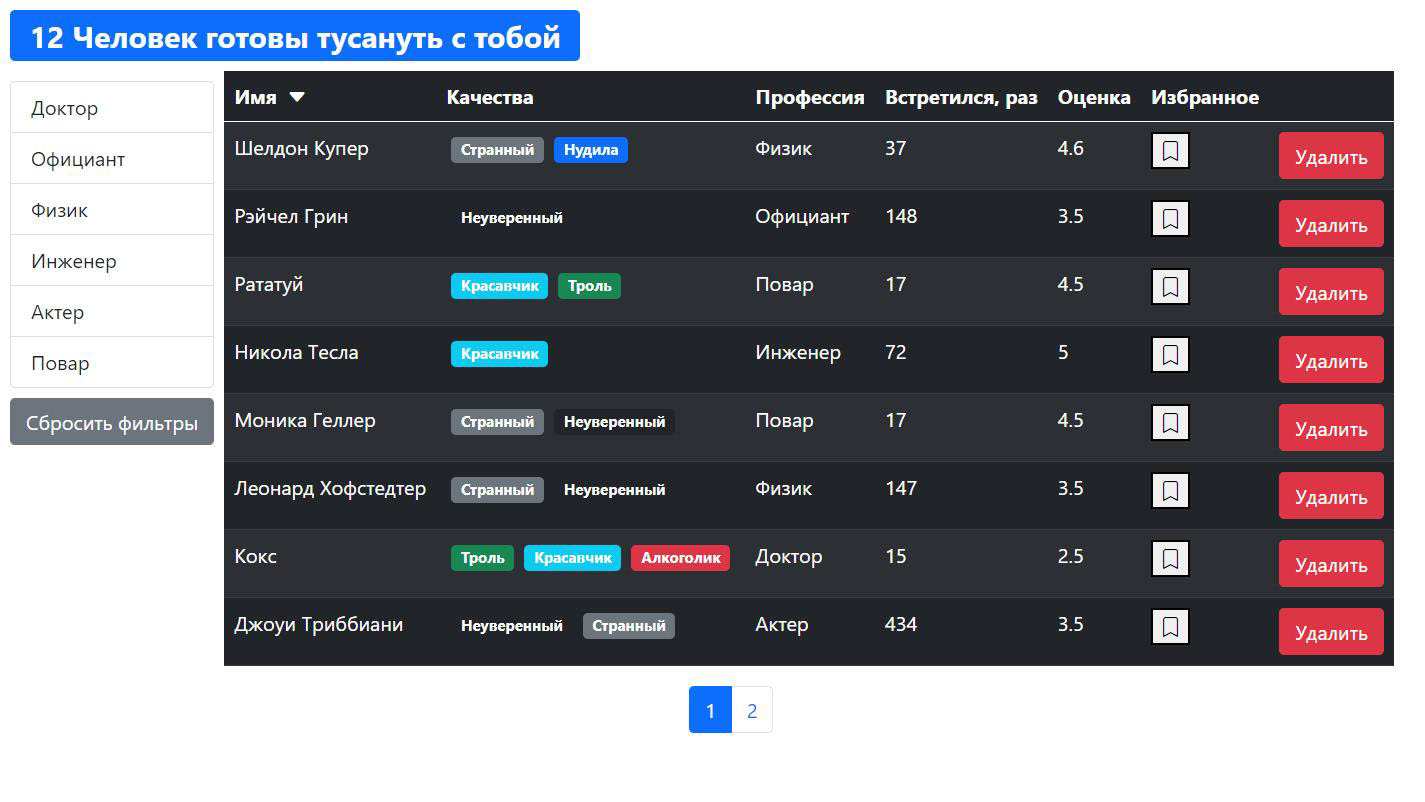 12 Человек готовы тусануть с тобой
Доктор
Официант
Физик
Инженер
Актер
Повар
Сбросить фильтры
Имя Качества Профессия Встретился, раз Оценка Избранное
Шелдон Купер Странный Нудила Физик 37 4.6 Удалить
Рэйчел Грин Неуверенный Официант 148 3.5 Удалить
Рататуй Красавчик Троль Повар 17 4.5 Удалить
Никола Тесла Красавчик Инженер 72 5 Удалить
Моника Геллер Странный Неуверенный Повар 17 4.5 Удалить
Леонард Хофстедтер Странный Неуверенный Физик 147 3.5 Удалить
Кокс Троль Красавчик Алкоголик Доктор 15 2.5 Удалить
Джоуи Триббиани Неуверенный Странный Актер 434 3.5 Удалить
1 2